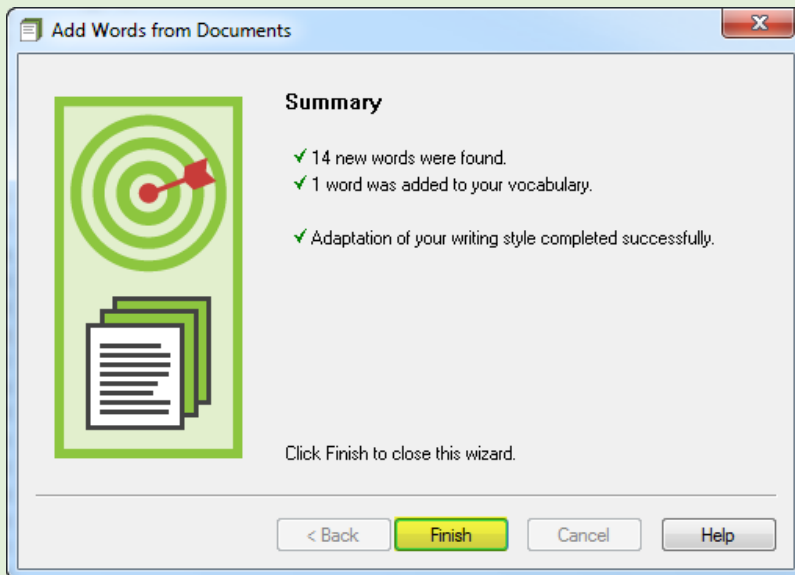 Add Words from Documents
Summary
14 new words were found.
1 word was added to your vocabulary.
Adaptation of your writing style completed successfully.
Click Finish to close this wizard.
< Back Finish Cancel Help